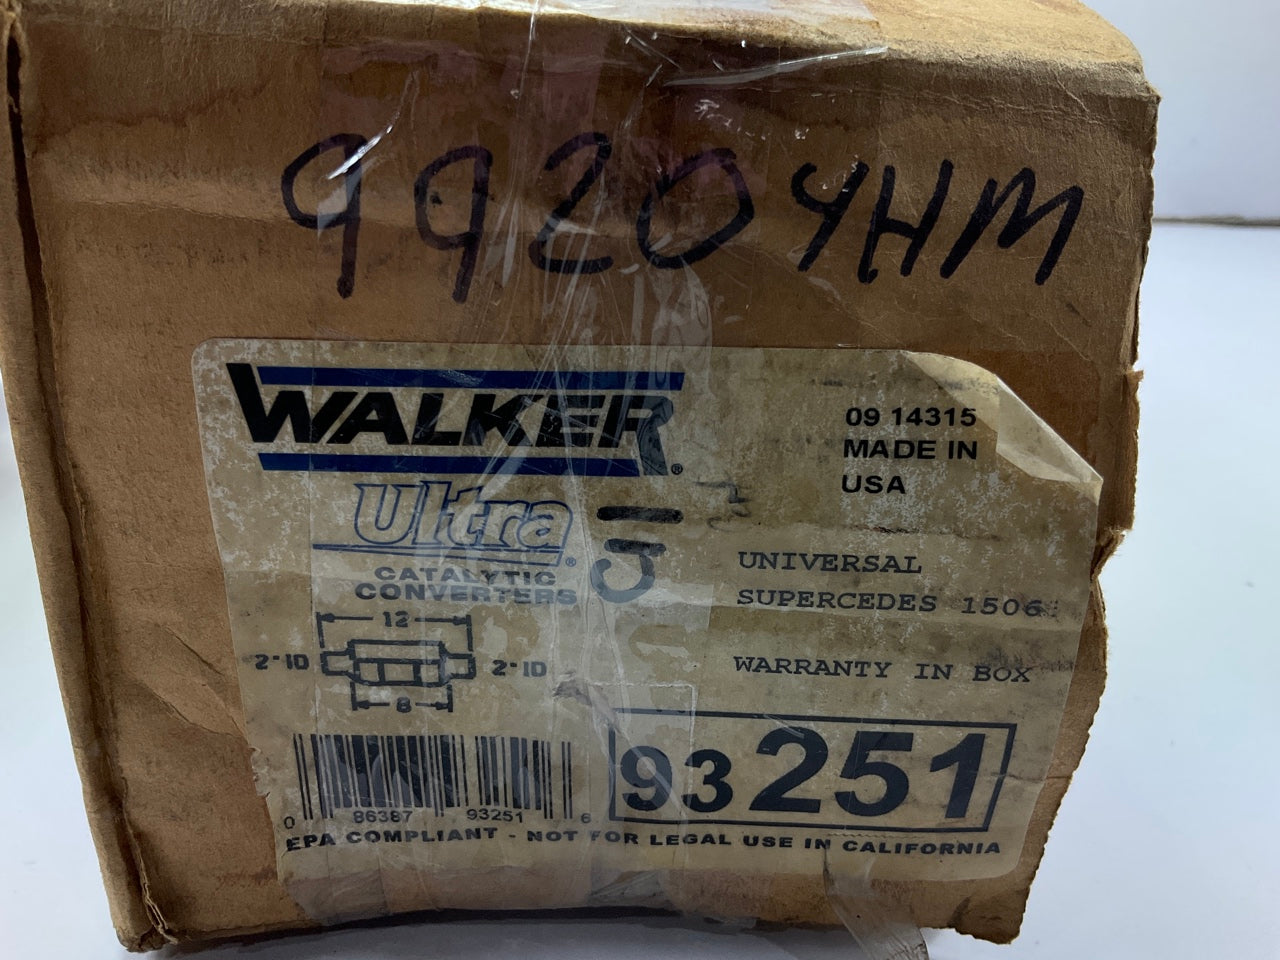 9920YHM
WALKER®
09 14315
MADE IN
USA
Ultra®
CATALYTIC
CONVERTERS
UNIVERSAL
SUPERCEDES 1506
12
2"ID
2"ID
8
WARRANTY IN BOX
93251
0 86387 93251 6
EPA COMPLIANT - NOT FOR LEGAL USE IN CALIFORNIA